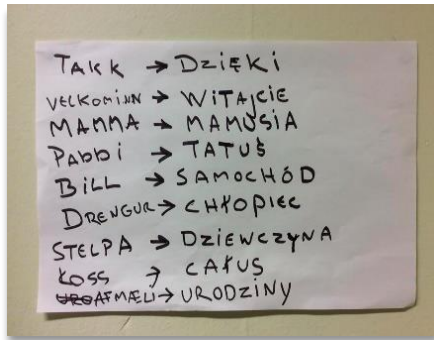 TAKK → DZIĘKI
VELKOMINN → WITAJCIE
MAMMA → MAMUSIA
PABBI → TATUŚ
BILL → SAMOCHÓD
DRENGUR → CHŁOPIEC
STELPA → DZIEWCZYNA
KOSS → CAŁUS
AFMÆLI → URODZINY